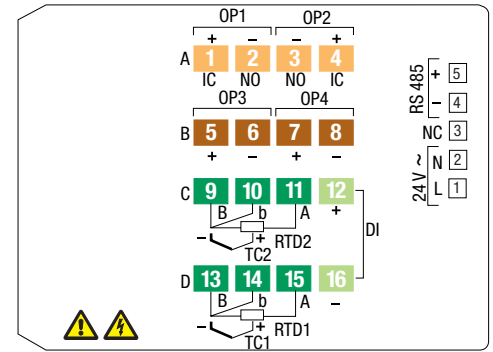 OP1 OP2
+ − − +
A 1 2 3 4
IC NO NO IC
OP3 OP4
B 5 6 7 8
+ − + −
C 9 10 11 12
B b A +
− + RTD2
TC2
DI
D 13 14 15 16
B b A −
− + RTD1
TC1
RS 485
+ 5
− 4
NC 3
24 V ~
N 2
L 1